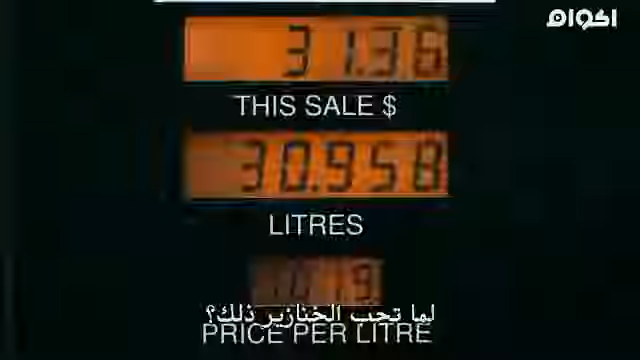 اكوام
31.36
THIS SALE $
30.958
LITRES
لما تحب الخنازير ذلك؟
PRICE PER LITRE